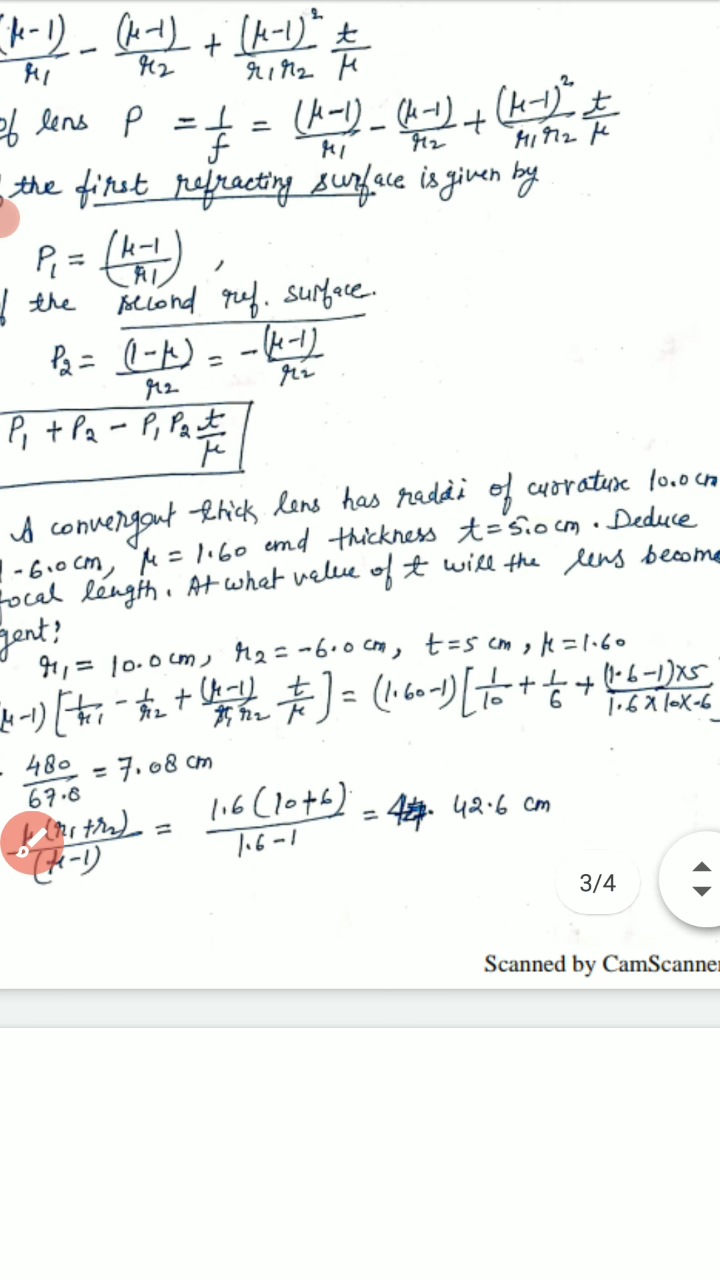 (μ-1)/r1 - (μ-1)/r2 + (μ-1)²/r1r2 t/μ
of lens P = 1/f = (μ-1)/r1 - (μ-1)/r2 + (μ-1)²/r1r2 t/μ
the first refracting surface is given by
P1 = (μ-1/r1) ,
of the second ref. surface.
P2 = (1-μ)/r2 = -(μ-1)/r2
P1 + P2 - P1 P2 t/μ
A convergent thick lens has radii of curvature 10.0 cm
-6.0 cm, μ = 1.60 and thickness t = 5.0 cm. Deduce
focal length. At what value of t will the lens become
gent?
r1 = 10.0 cm, r2 = -6.0 cm, t = 5 cm, μ = 1.60
μ-1)[1/r1 - 1/r2 + (μ-1)/r1r2 t/μ] = (1.60-1)[1/10 + 1/6 + (1.6-1)x5/1.6x10x-6
480/67.8 = 7.08 cm
μ(r1+r2)/(μ-1) = 1.6(10+6)/1.6-1 = 42.6 cm
3/4
Scanned by CamScanner